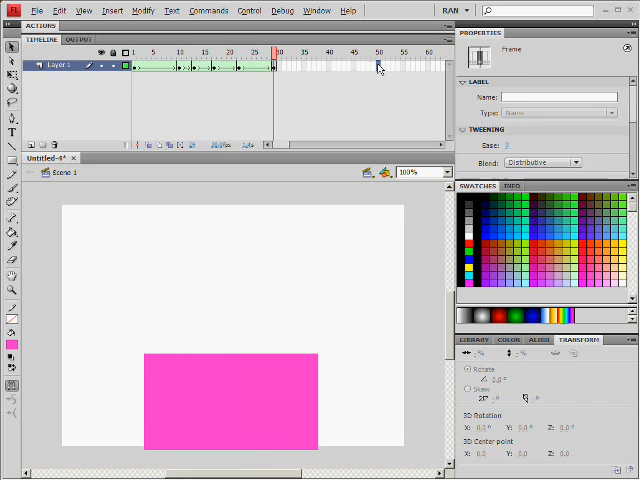 FL File Edit View Insert Modify Text Commands Control Debug Window Help RAN
ACTIONS
TIMELINE OUTPUT
1 5 10 15 20 25 30 35 40 45 50 55 60
Layer 1
Untitled-4* ×
Scene 1 100%
PROPERTIES
Frame
LABEL
Name:
Type: Name
TWEENING
Ease: 0
Blend: Distributive
SWATCHES INFO
LIBRARY COLOR ALIGN TRANSFORM
-% -%
Rotate
0.0 °
Skew
-° -°
3D Rotation
X: 0.0 ° Y: 0.0 ° Z: 0.0 °
3D Center point
X: 0.0 Y: 0.0 Z: 0.0